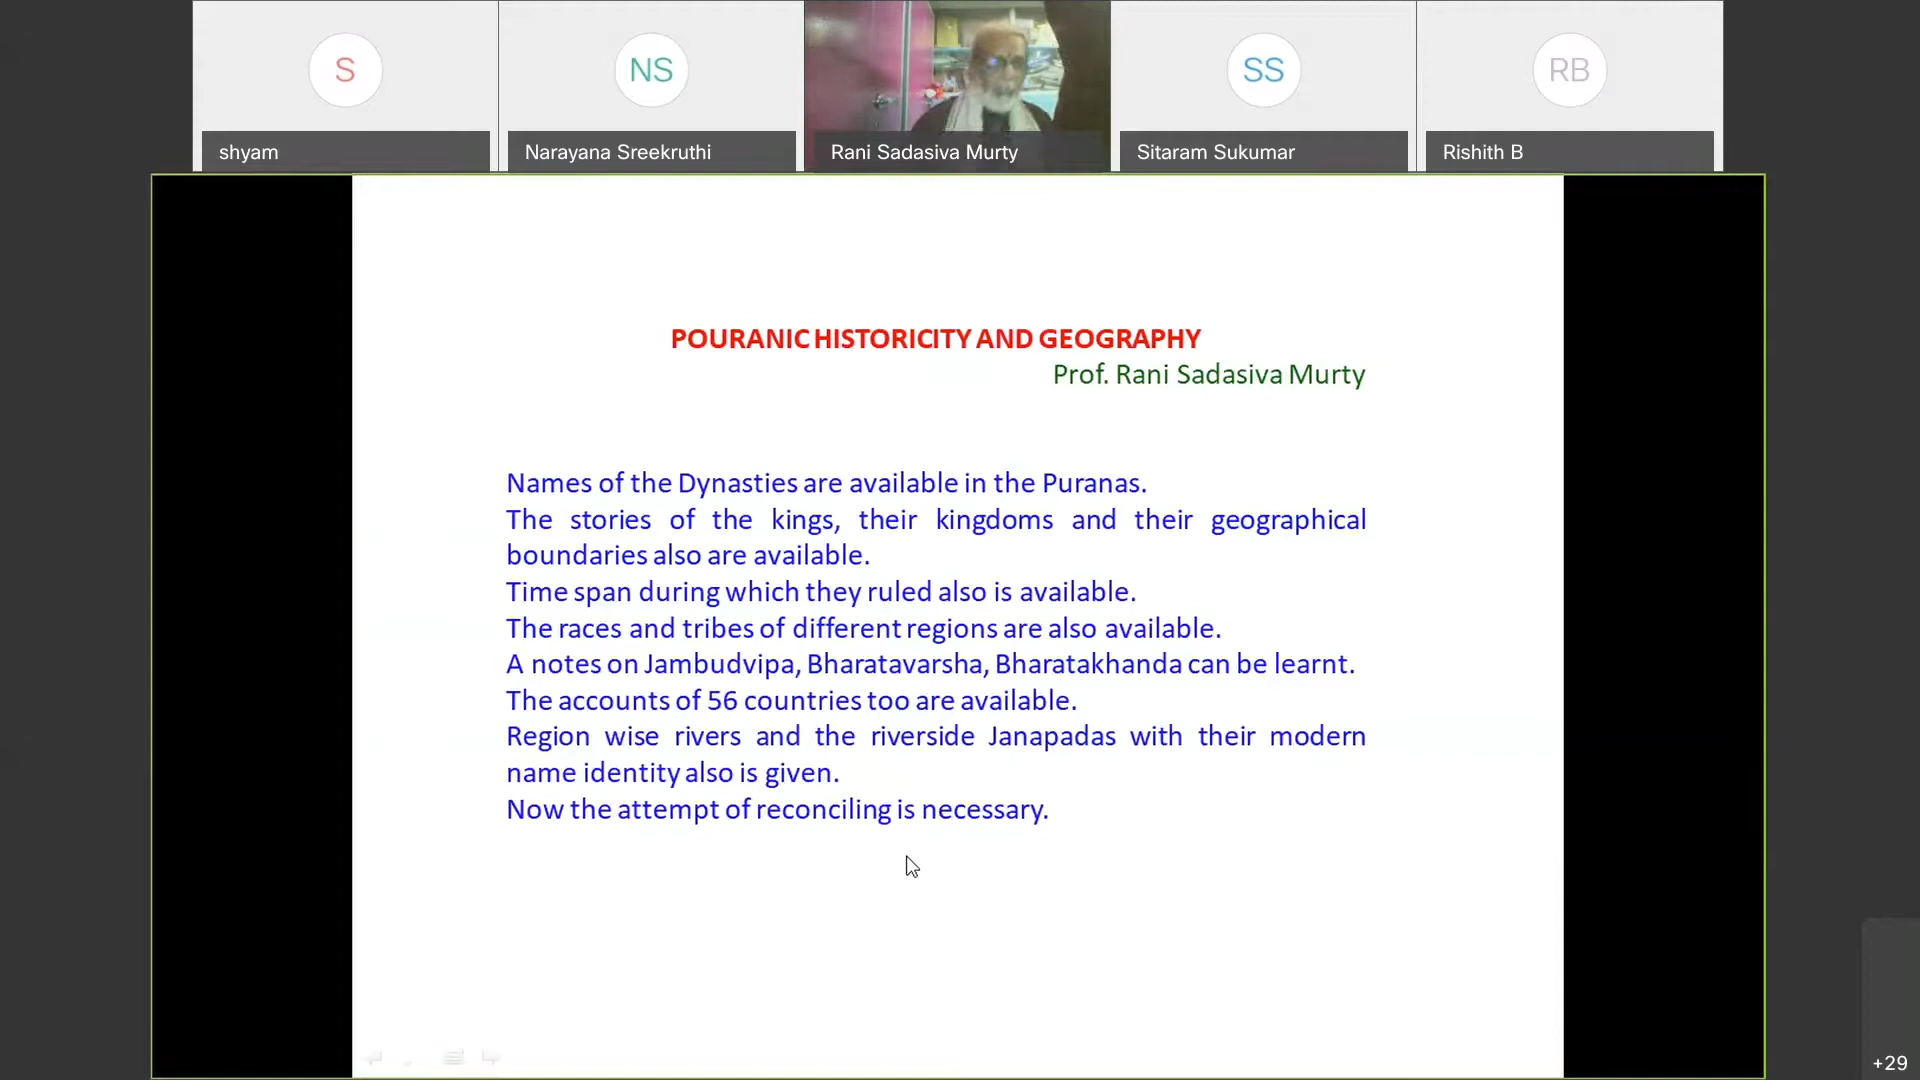 S
NS
SS
RB
shyam
Narayana Sreekruthi
Rani Sadasiva Murty
Sitaram Sukumar
Rishith B
POURANIC HISTORICITY AND GEOGRAPHY
Prof. Rani Sadasiva Murty
Names of the Dynasties are available in the Puranas.
The stories of the kings, their kingdoms and their geographical
boundaries also are available.
Time span during which they ruled also is available.
The races and tribes of different regions are also available.
A notes on Jambudvipa, Bharatavarsha, Bharatakhanda can be learnt.
The accounts of 56 countries too are available.
Region wise rivers and the riverside Janapadas with their modern
name identity also is given.
Now the attempt of reconciling is necessary.
+29